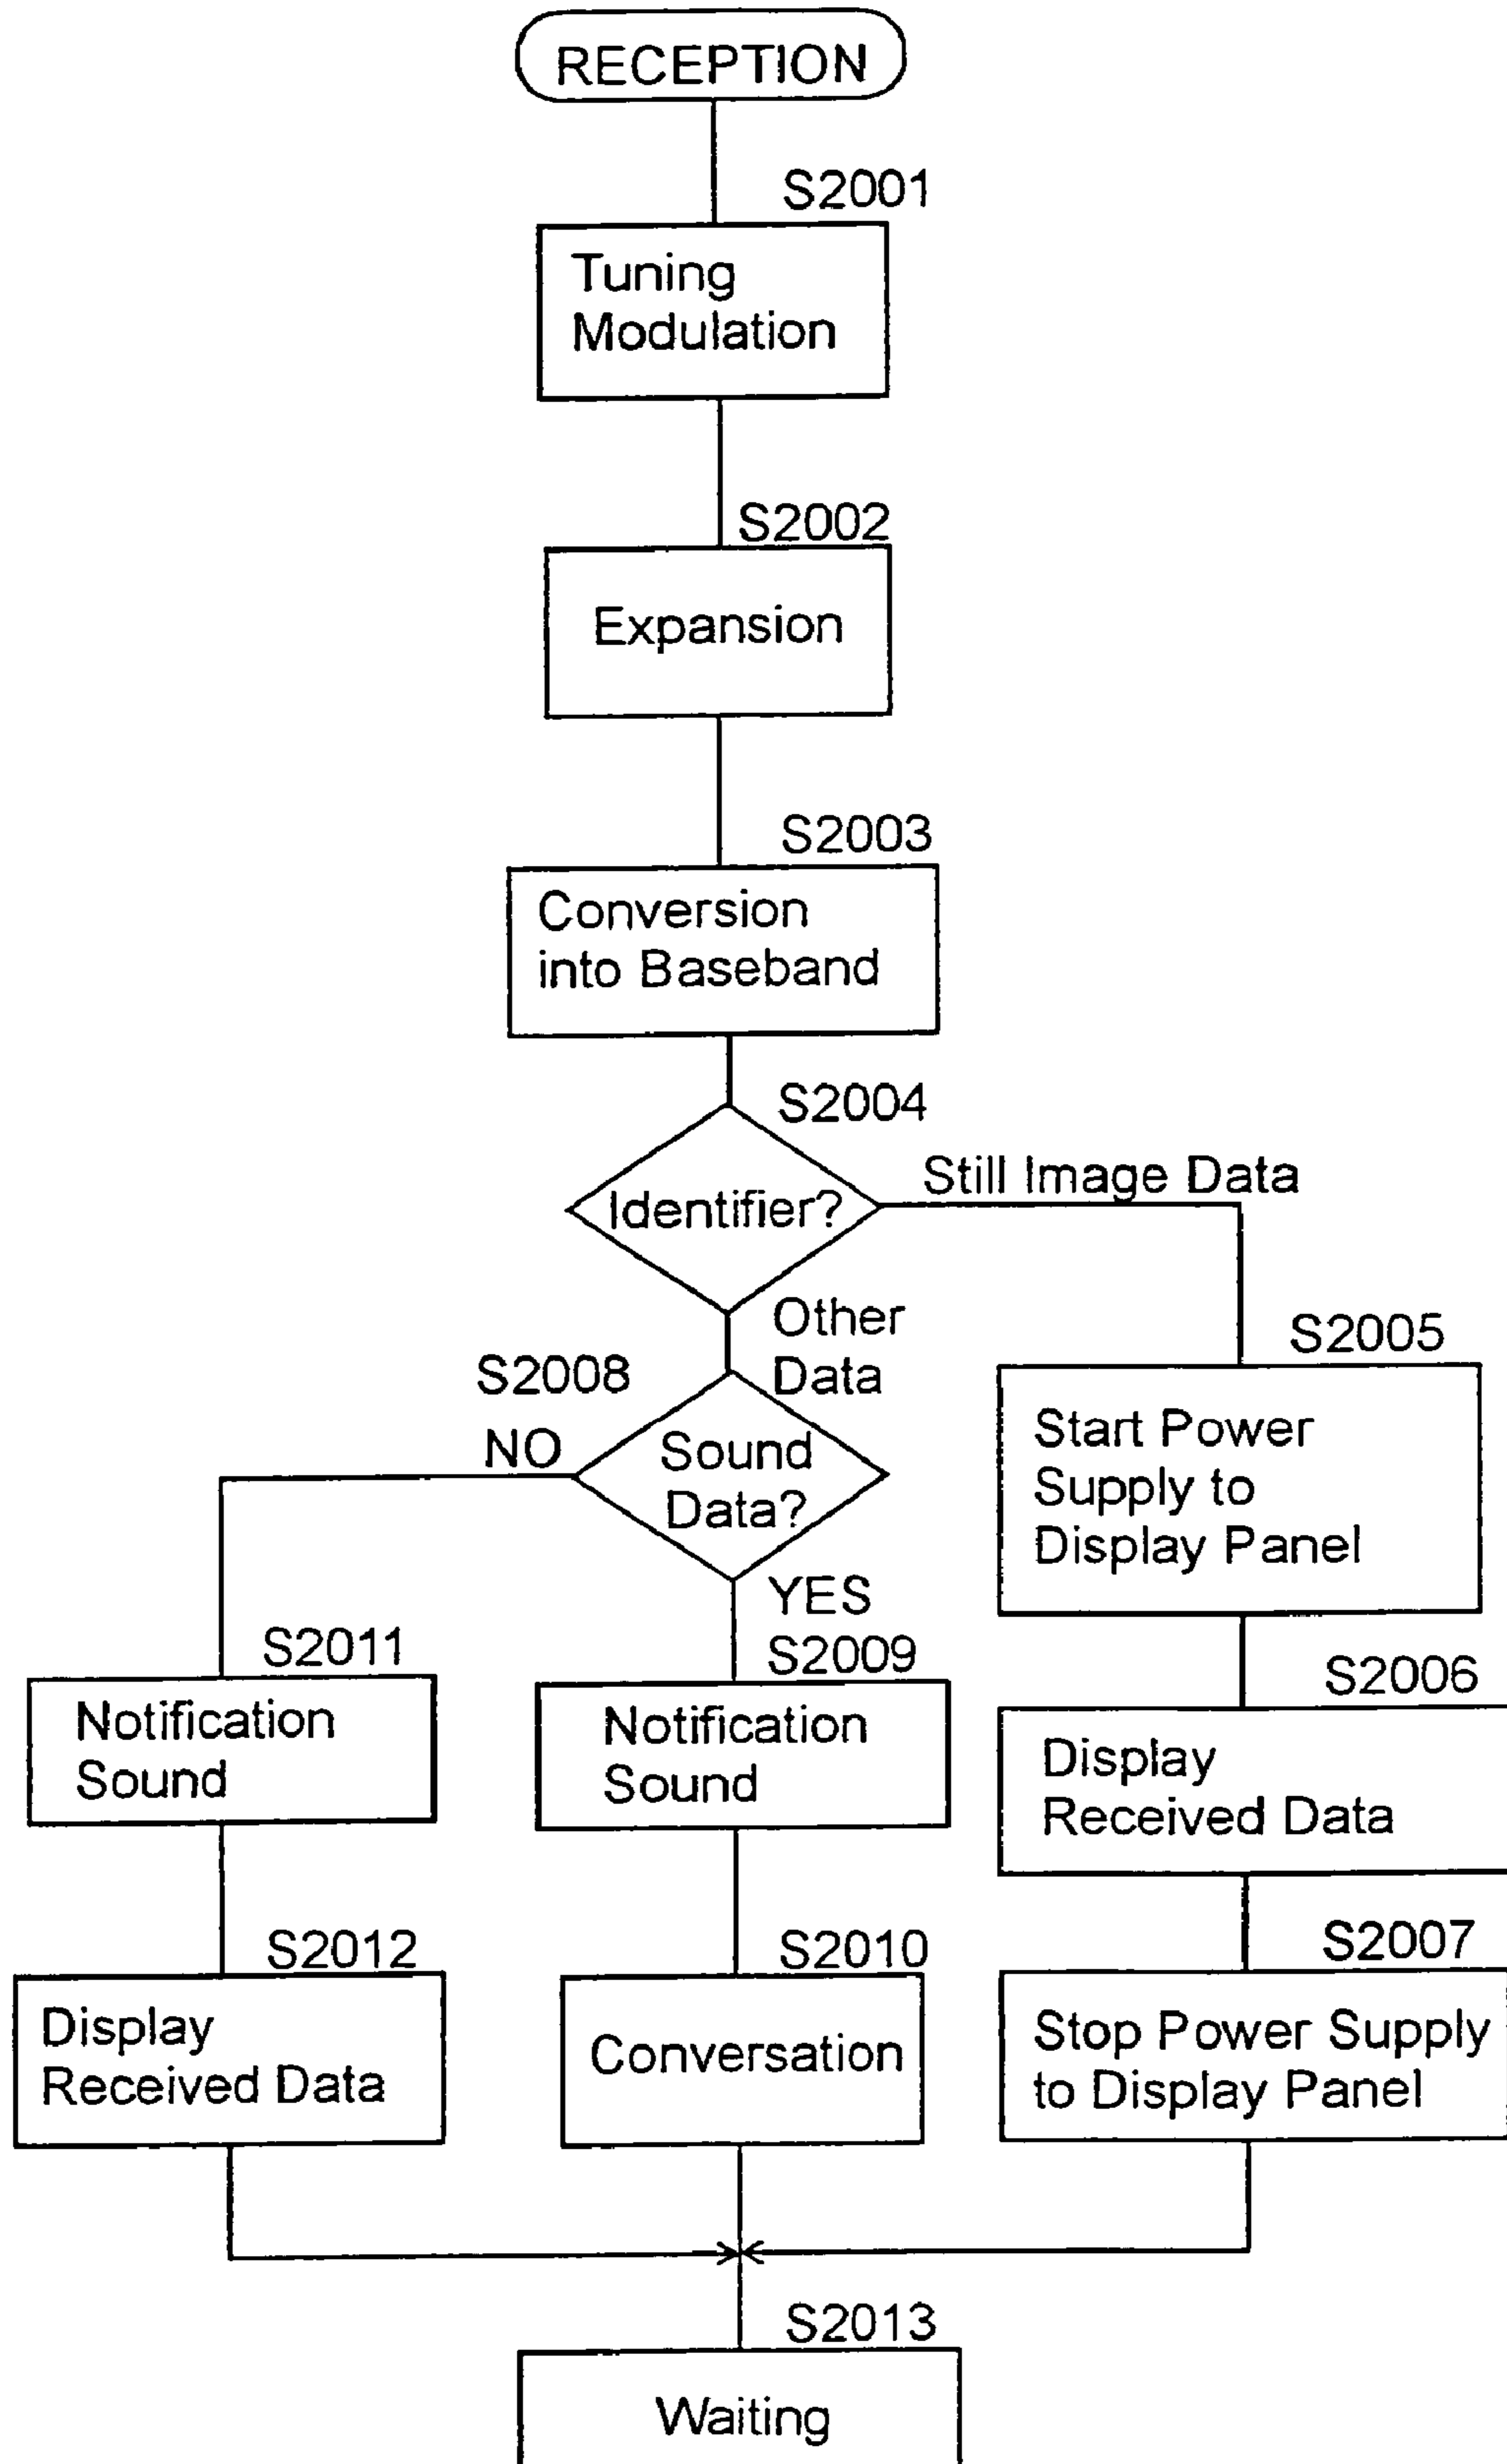 RECEPTION
S2001
Tuning
Modulation
S2002
Expansion
S2003
Conversion
into Baseband
S2004
Identifier?
Still Image Data
Other
Data
S2005
Start Power
Supply to
Display Panel
S2006
Display
Received Data
S2007
Stop Power Supply
to Display Panel
S2008
NO
Sound
Data?
YES
S2009
Notification
Sound
S2010
Conversation
S2011
Notification
Sound
S2012
Display
Received Data
S2013
Waiting